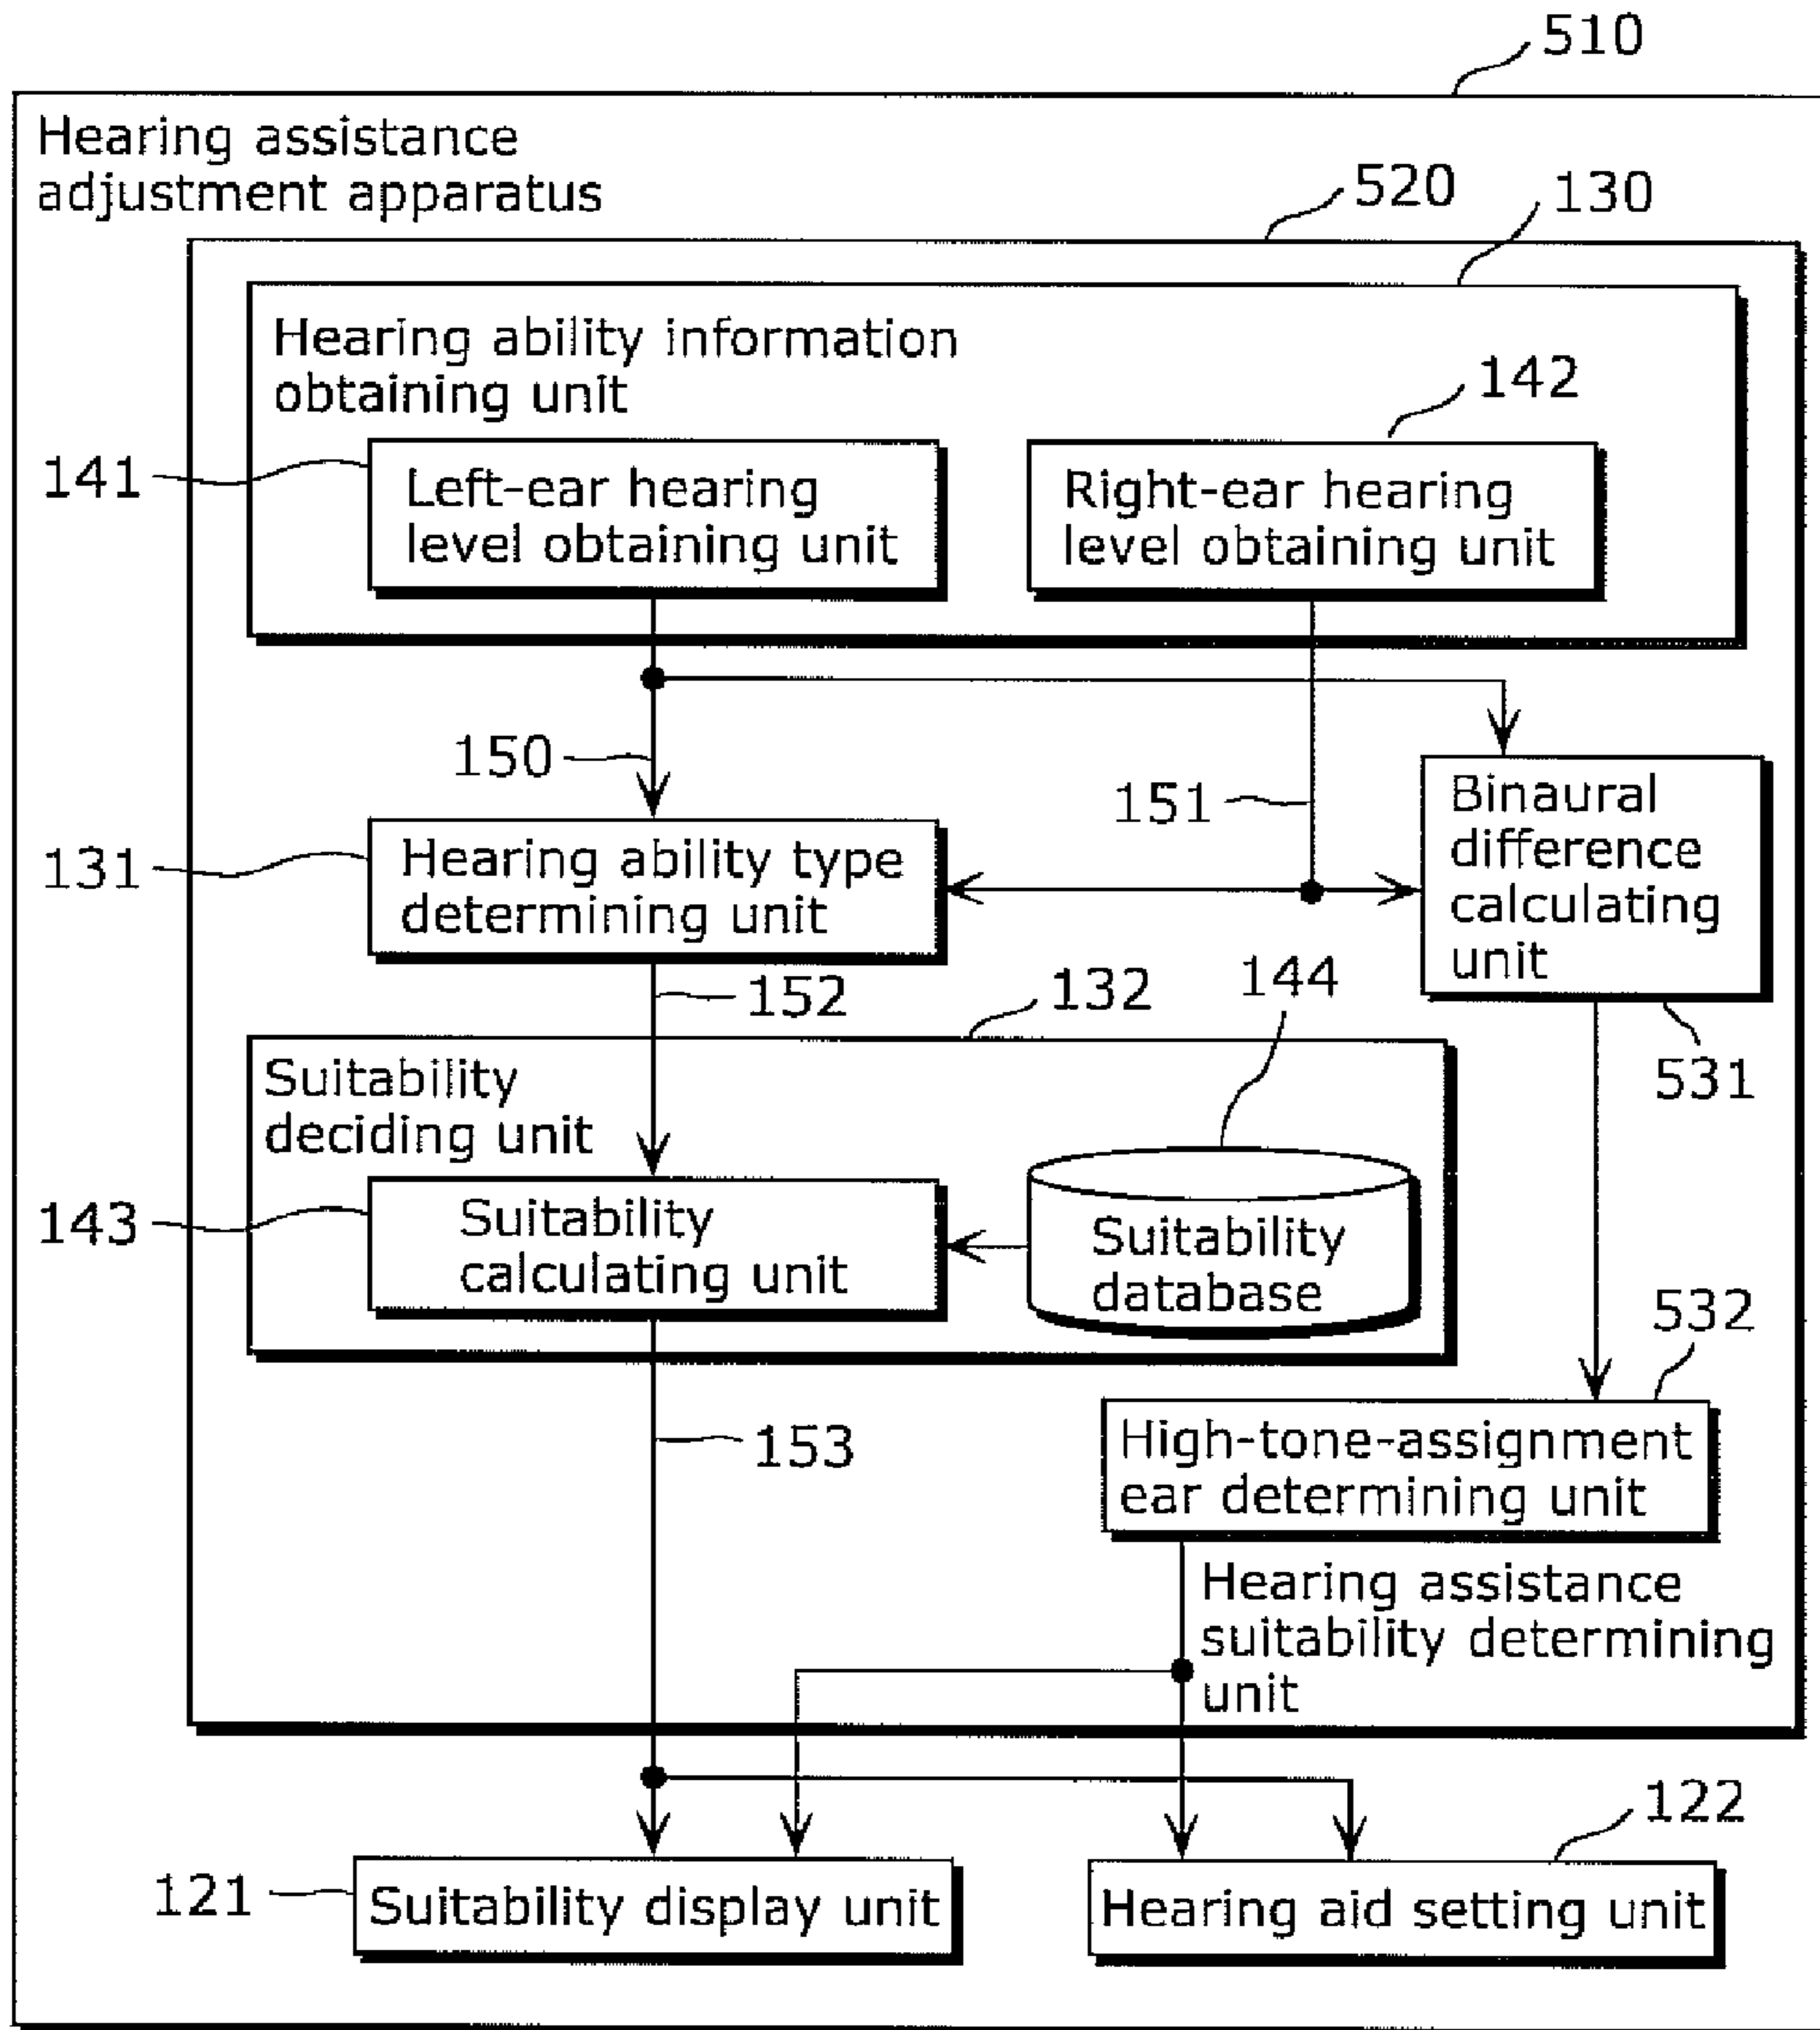 510
Hearing assistance
adjustment apparatus
520
130
Hearing ability information
obtaining unit
142
141
Left-ear hearing
level obtaining unit
Right-ear hearing
level obtaining unit
150
151
Binaural
difference
calculating
unit
131
Hearing ability type
determining unit
152
132
144
531
Suitability
deciding unit
143
Suitability
calculating unit
Suitability
database
532
153
High-tone-assignment
ear determining unit
Hearing assistance
suitability determining
unit
122
121
Suitability display unit
Hearing aid setting unit